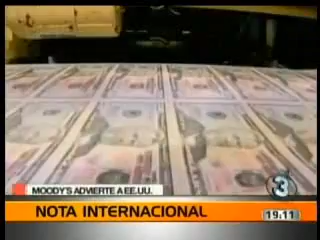 MOODY'S ADVIERTE A EE.UU.
3
NOTA INTERNACIONAL
19:11